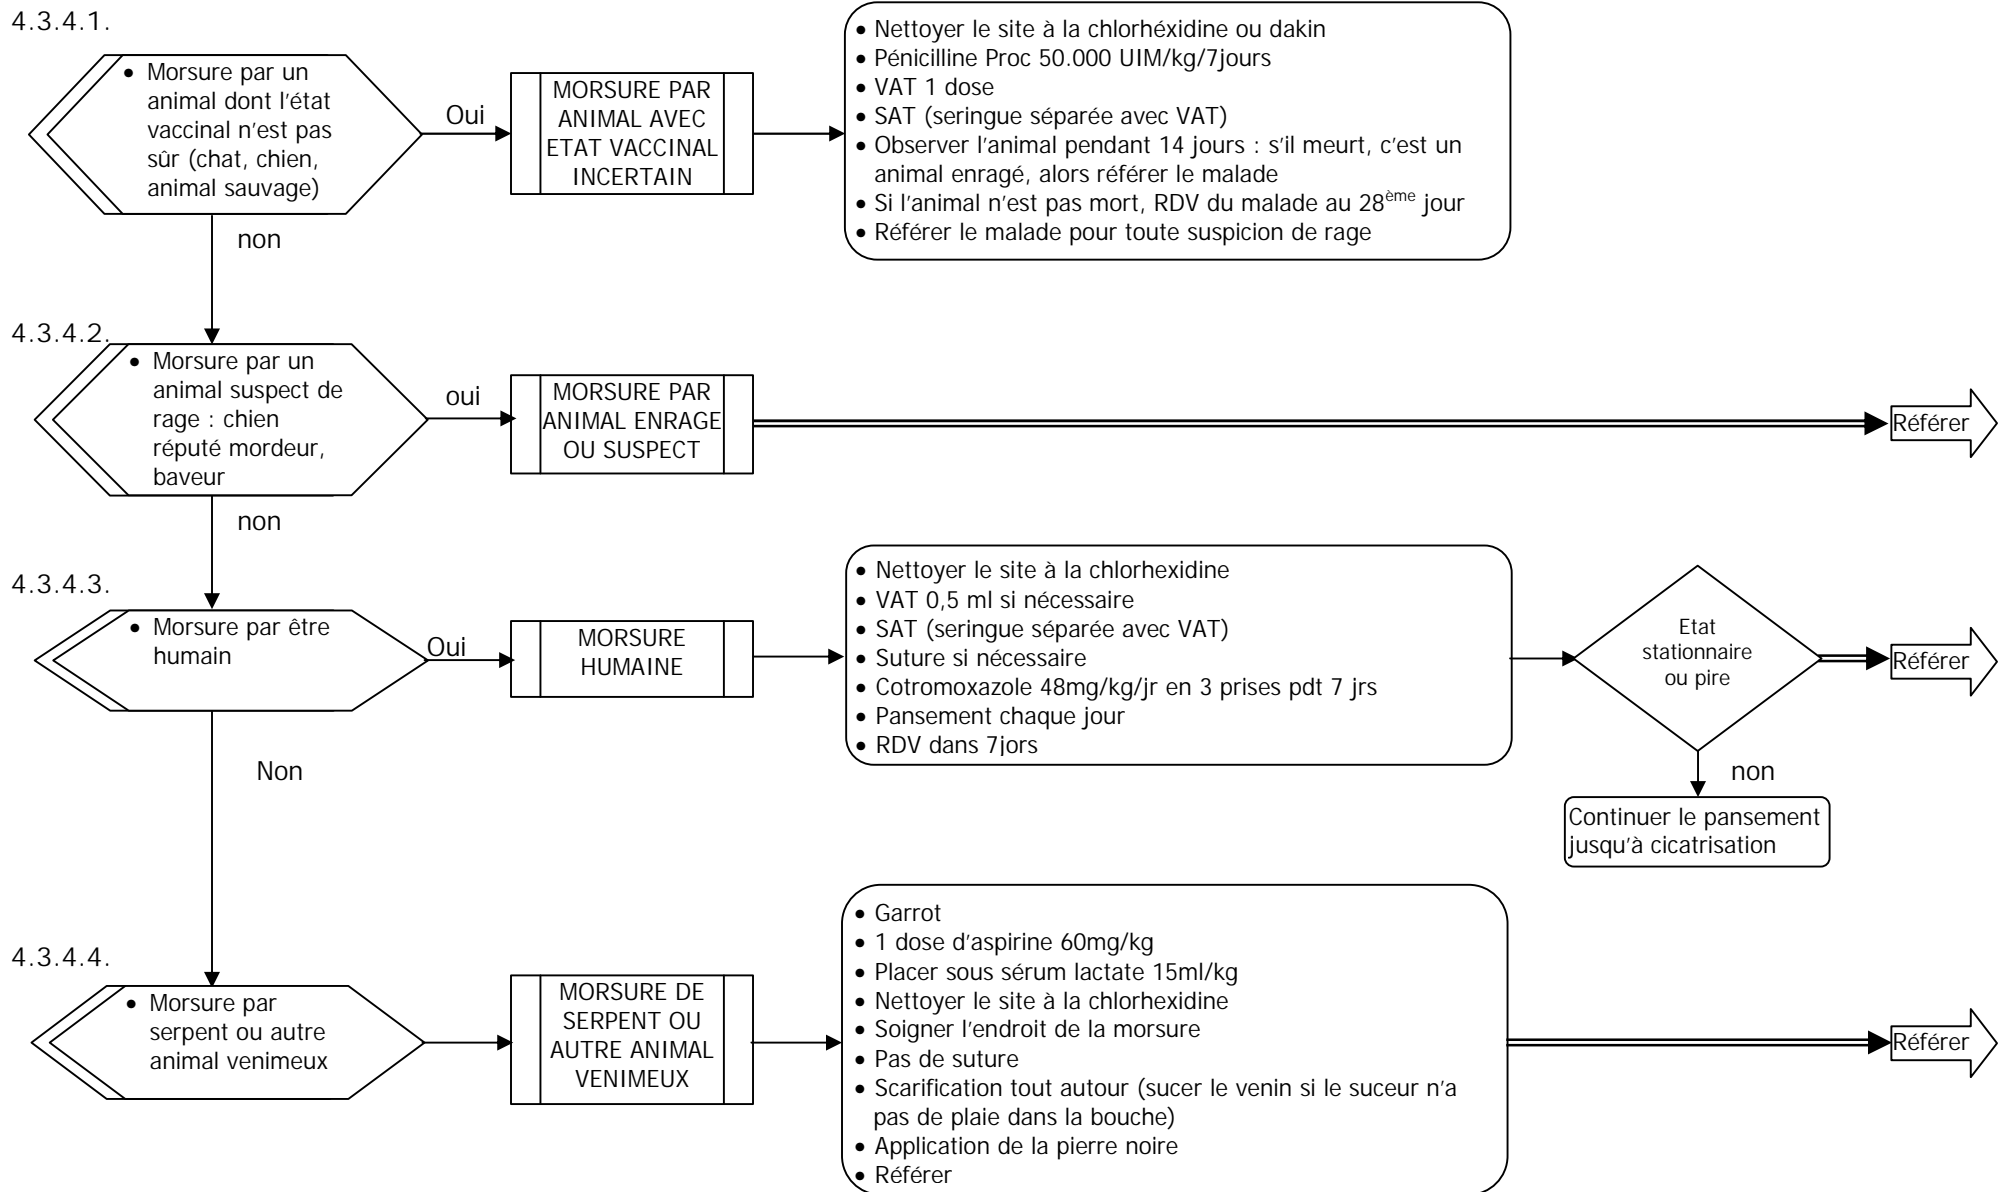 4.3.4.1.
• Morsure par un
animal dont l'état
vaccinal n'est pas
sûr (chat, chien,
animal sauvage)
Oui
MORSURE PAR
ANIMAL AVEC
ETAT VACCINAL
INCERTAIN
• Nettoyer le site à la chlorhéxidine ou dakin
• Pénicilline Proc 50.000 UIM/kg/7jours
• VAT 1 dose
• SAT (seringue séparée avec VAT)
• Observer l'animal pendant 14 jours : s'il meurt, c'est un
animal enragé, alors référer le malade
• Si l'animal n'est pas mort, RDV du malade au 28ème jour
• Référer le malade pour toute suspicion de rage
non
4.3.4.2.
• Morsure par un
animal suspect de
rage : chien
réputé mordeur,
baveur
oui
MORSURE PAR
ANIMAL ENRAGE
OU SUSPECT
Référer
non
4.3.4.3.
• Morsure par être
humain
Oui
MORSURE
HUMAINE
• Nettoyer le site à la chlorhexidine
• VAT 0,5 ml si nécessaire
• SAT (seringue séparée avec VAT)
• Suture si nécessaire
• Cotromoxazole 48mg/kg/jr en 3 prises pdt 7 jrs
• Pansement chaque jour
• RDV dans 7jors
Etat
stationnaire
ou pire
Référer
non
Continuer le pansement
jusqu'à cicatrisation
Non
4.3.4.4.
• Morsure par
serpent ou autre
animal venimeux
MORSURE DE
SERPENT OU
AUTRE ANIMAL
VENIMEUX
• Garrot
• 1 dose d'aspirine 60mg/kg
• Placer sous sérum lactate 15ml/kg
• Nettoyer le site à la chlorhexidine
• Soigner l'endroit de la morsure
• Pas de suture
• Scarification tout autour (sucer le venin si le suceur n'a
pas de plaie dans la bouche)
• Application de la pierre noire
• Référer
Référer